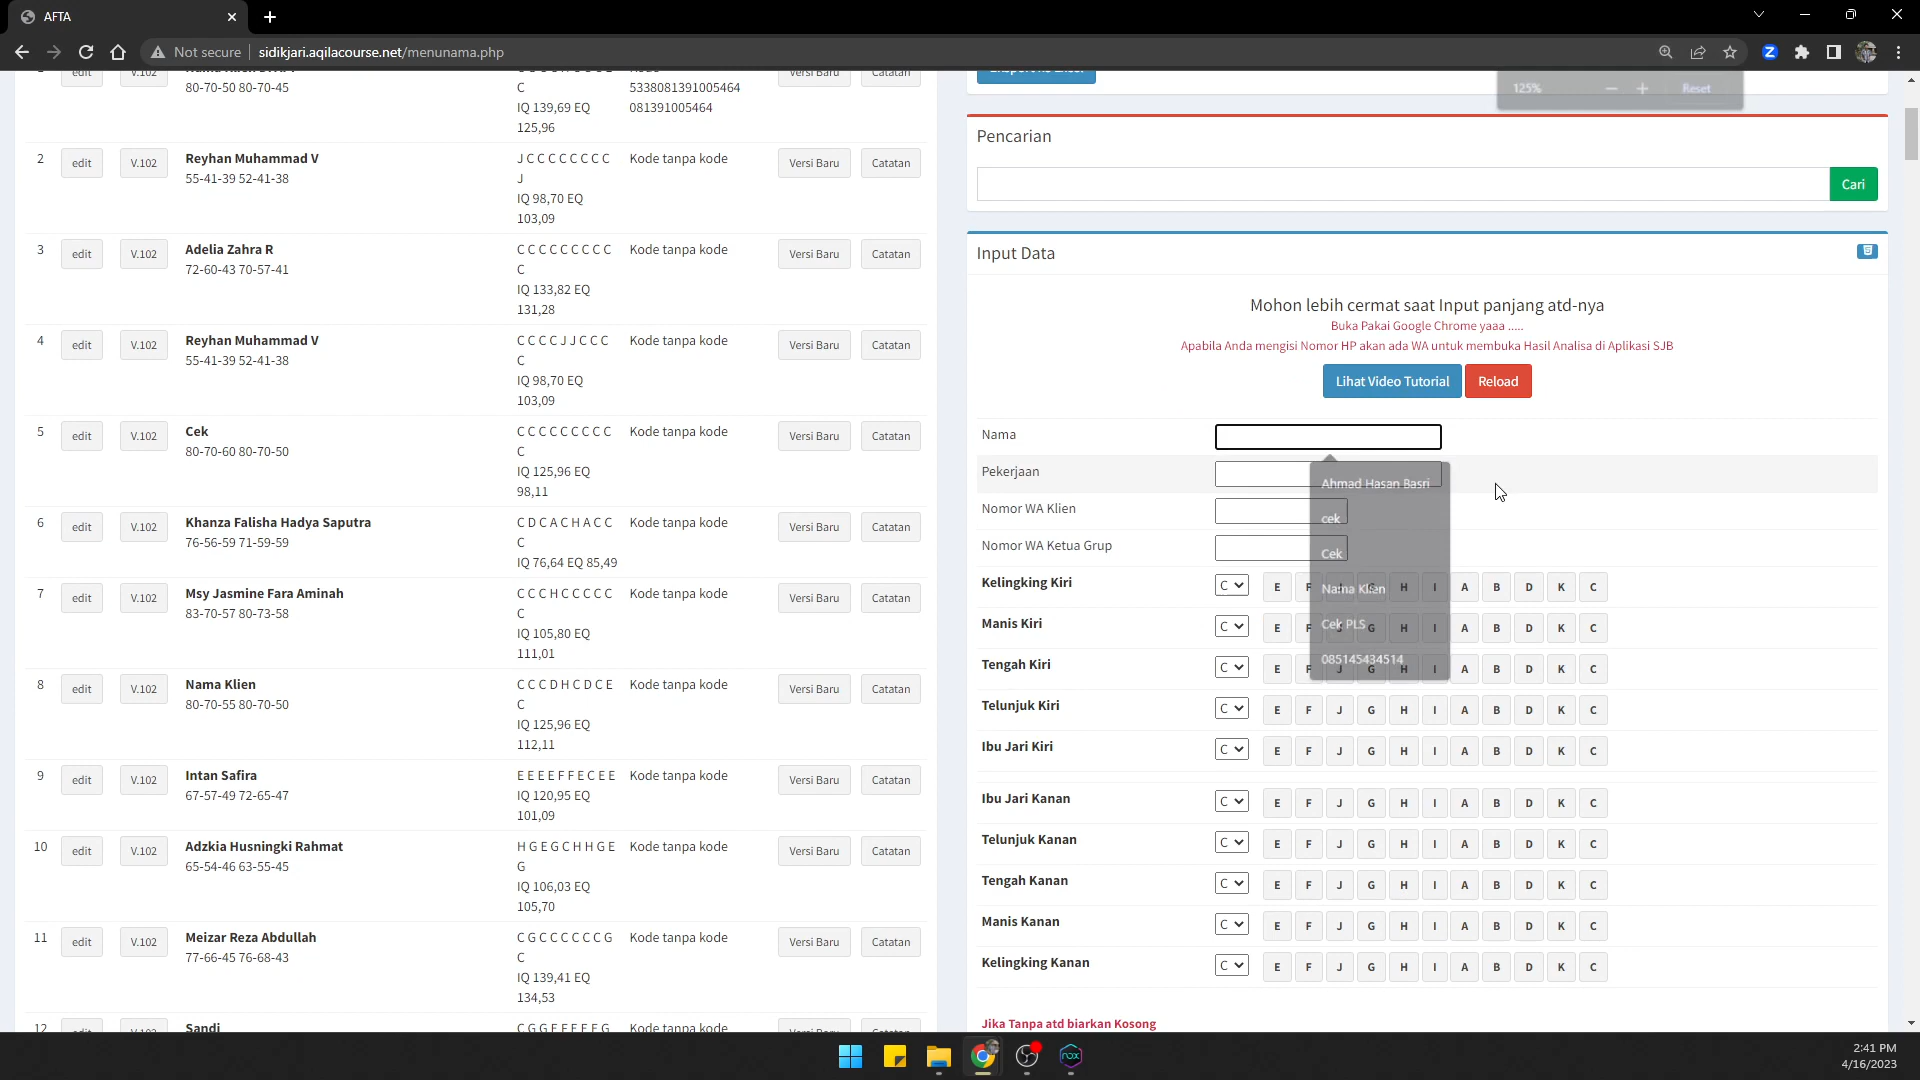 AFTA
Not secure
sidikjari.aqilacourse.net/menunama.php
edit
V.102
80-70-50 80-70-45
C
IQ 139,69 EQ
125,96
5338081391005464
081391005464
Versi Baru
Catatan
2
edit
V.102
Reyhan Muhammad V
55-41-39 52-41-38
J C C C C C C C C
J
IQ 98,70 EQ
103,09
Kode tanpa kode
Versi Baru
Catatan
3
edit
V.102
Adelia Zahra R
72-60-43 70-57-41
C C C C C C C C C
C
IQ 133,82 EQ
131,28
Kode tanpa kode
Versi Baru
Catatan
4
edit
V.102
Reyhan Muhammad V
55-41-39 52-41-38
C C C C J J C C C
C
IQ 98,70 EQ
103,09
Kode tanpa kode
Versi Baru
Catatan
5
edit
V.102
Cek
80-70-60 80-70-50
C C C C C C C C C
C
IQ 125,96 EQ
98,11
Kode tanpa kode
Versi Baru
Catatan
6
edit
V.102
Khanza Falisha Hadya Saputra
76-56-59 71-59-59
C D C A C H A C C
C
IQ 76,64 EQ 85,49
Kode tanpa kode
Versi Baru
Catatan
7
edit
V.102
Msy Jasmine Fara Aminah
83-70-57 80-73-58
C C C H C C C C C
C
IQ 105,80 EQ
111,01
Kode tanpa kode
Versi Baru
Catatan
8
edit
V.102
Nama Klien
80-70-55 80-70-50
C C C D H C D C E
C
IQ 125,96 EQ
112,11
Kode tanpa kode
Versi Baru
Catatan
9
edit
V.102
Intan Safira
67-57-49 72-65-47
E E E E F F E C E E
IQ 120,95 EQ
101,09
Kode tanpa kode
Versi Baru
Catatan
10
edit
V.102
Adzkia Husningki Rahmat
65-54-46 63-55-45
H G E G C H H G E
G
IQ 106,03 EQ
105,70
Kode tanpa kode
Versi Baru
Catatan
11
edit
V.102
Meizar Reza Abdullah
77-66-45 76-68-43
C G C C C C C C G
C
IQ 139,41 EQ
134,53
Kode tanpa kode
Versi Baru
Catatan
12
edit
V.102
Sandi
Kode tanpa kode
Versi Baru
Catatan
125%
Reset
Pencarian
Cari
Input Data
Mohon lebih cermat saat Input panjang atd-nya
Buka Pakai Google Chrome yaaa .....
Apabila Anda mengisi Nomor HP akan ada WA untuk membuka Hasil Analisa di Aplikasi SJB
Lihat Video Tutorial
Reload
Nama
Pekerjaan
Nomor WA Klien
Nomor WA Ketua Grup
Ahmad Hasan Basri
cek
Cek
Nama Klien
Cek PLS
085145434514
Kelingking Kiri C E F J G H I A B D K C
Manis Kiri C E F J G H I A B D K C
Tengah Kiri C E F J G H I A B D K C
Telunjuk Kiri C E F J G H I A B D K C
Ibu Jari Kiri C E F J G H I A B D K C
Ibu Jari Kanan C E F J G H I A B D K C
Telunjuk Kanan C E F J G H I A B D K C
Tengah Kanan C E F J G H I A B D K C
Manis Kanan C E F J G H I A B D K C
Kelingking Kanan C E F J G H I A B D K C
Jika Tanpa atd biarkan Kosong
2:41 PM
4/16/2023